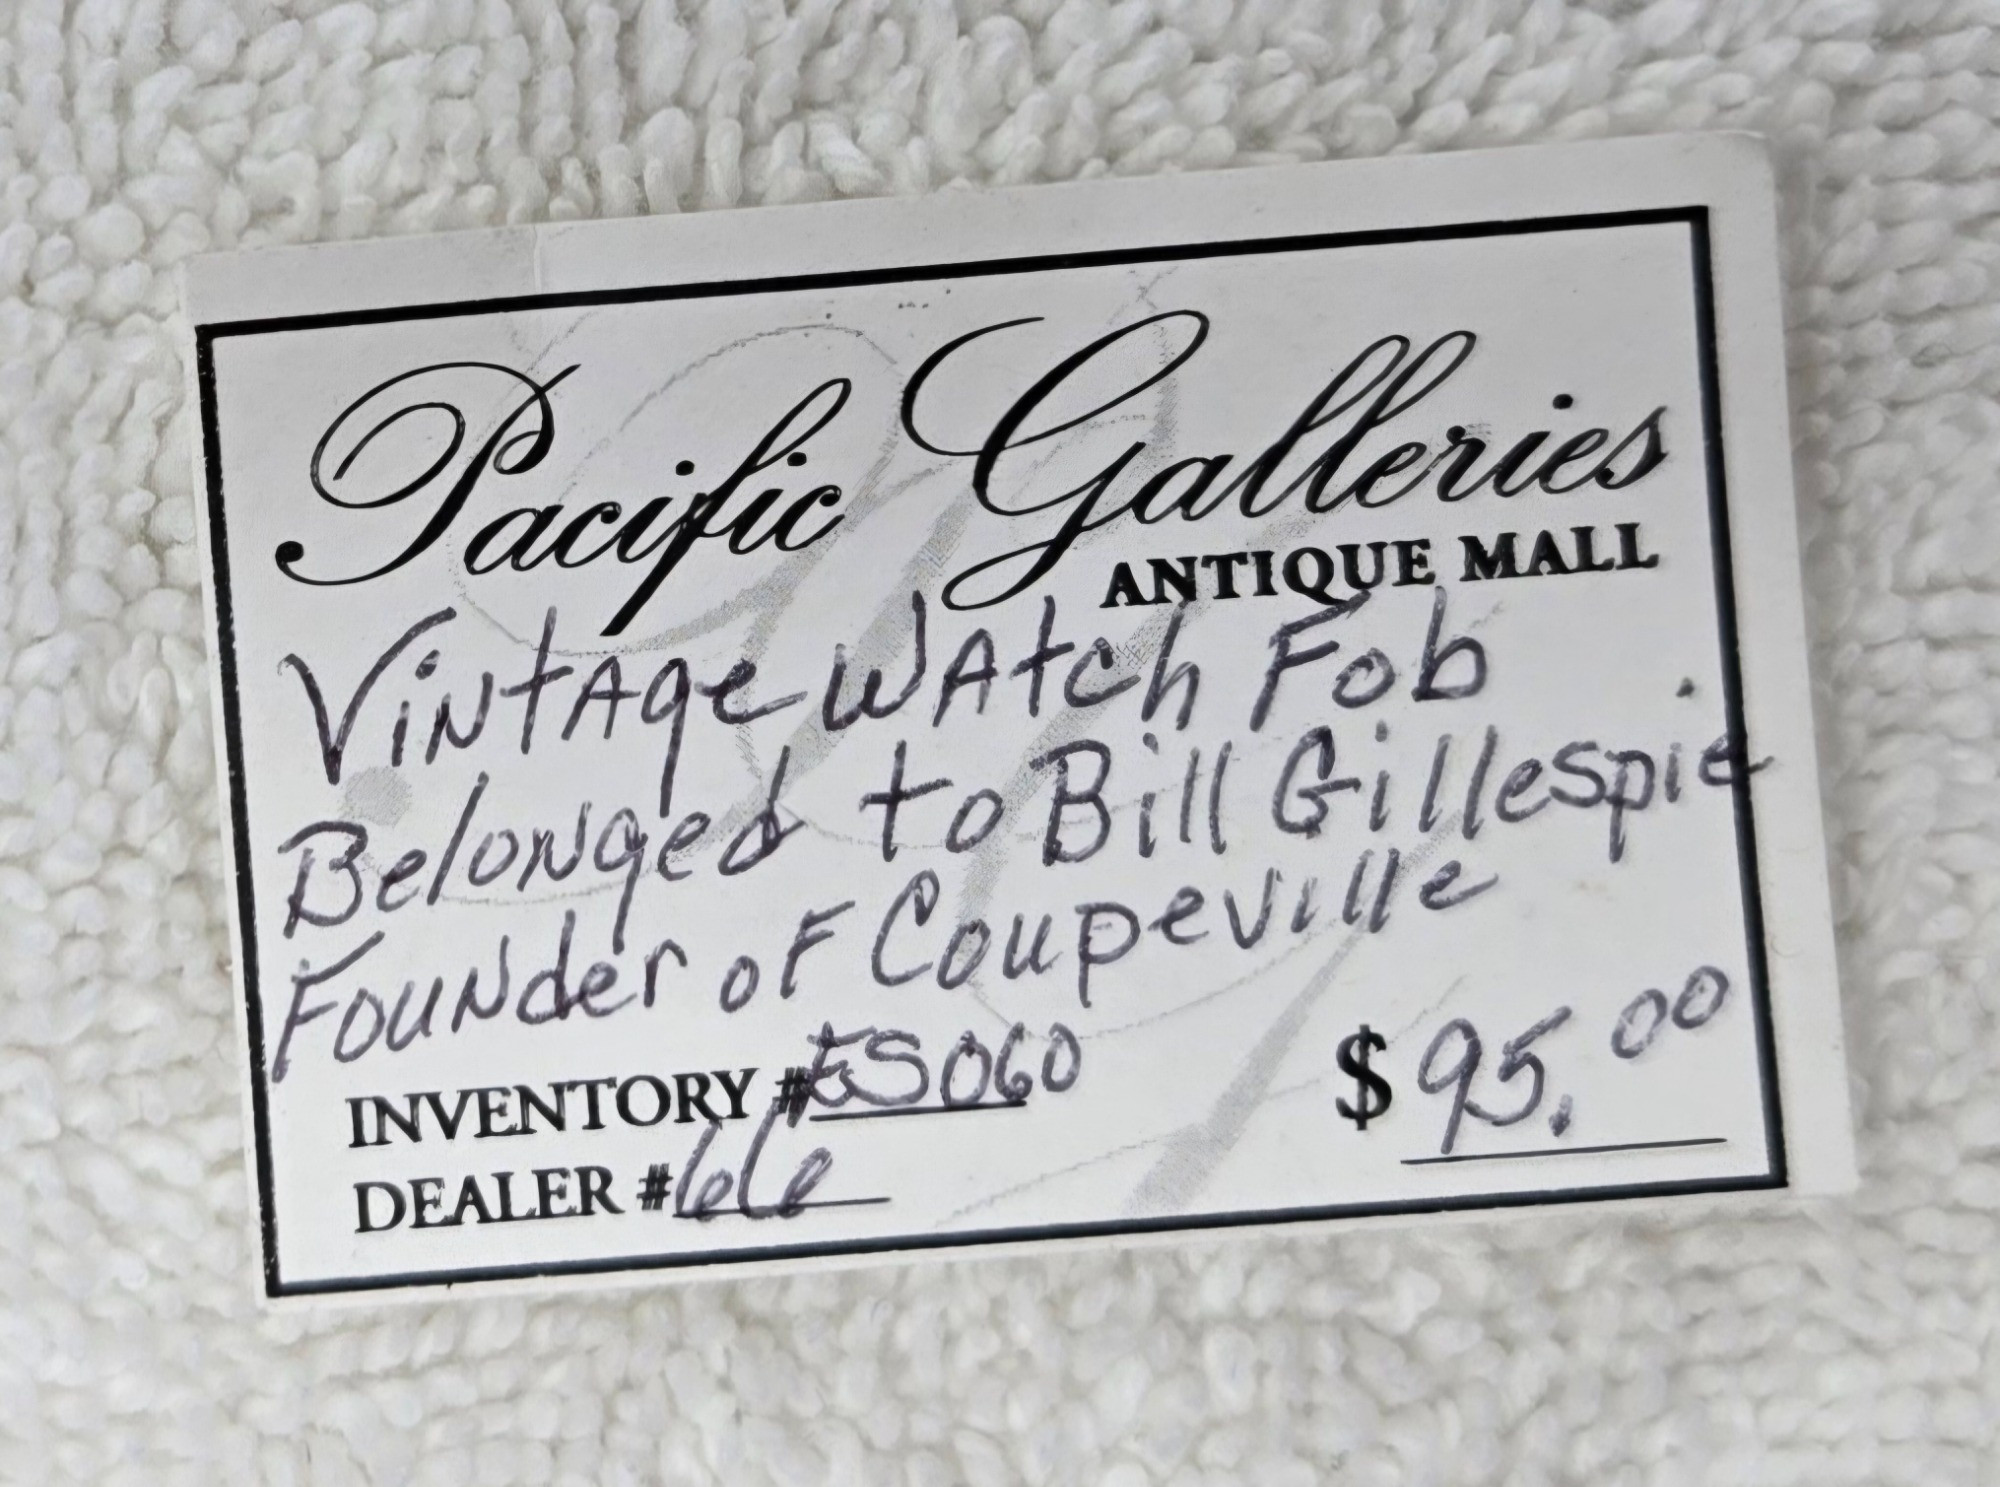 Pacific Galleries
ANTIQUE MALL
Vintage Watch Fob
Belonged to Bill Gillespie
Founder of Coupeville
INVENTORY #ES060
$95.00
DEALER #66